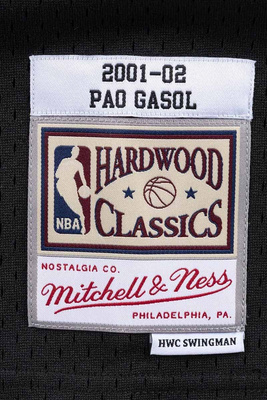 2001-02
PAO GASOL
HARDWOOD
NBA
CLASSICS
NOSTALGIA CO.
Mitchell & Ness
PHILADELPHIA, PA.
HWC SWINGMAN